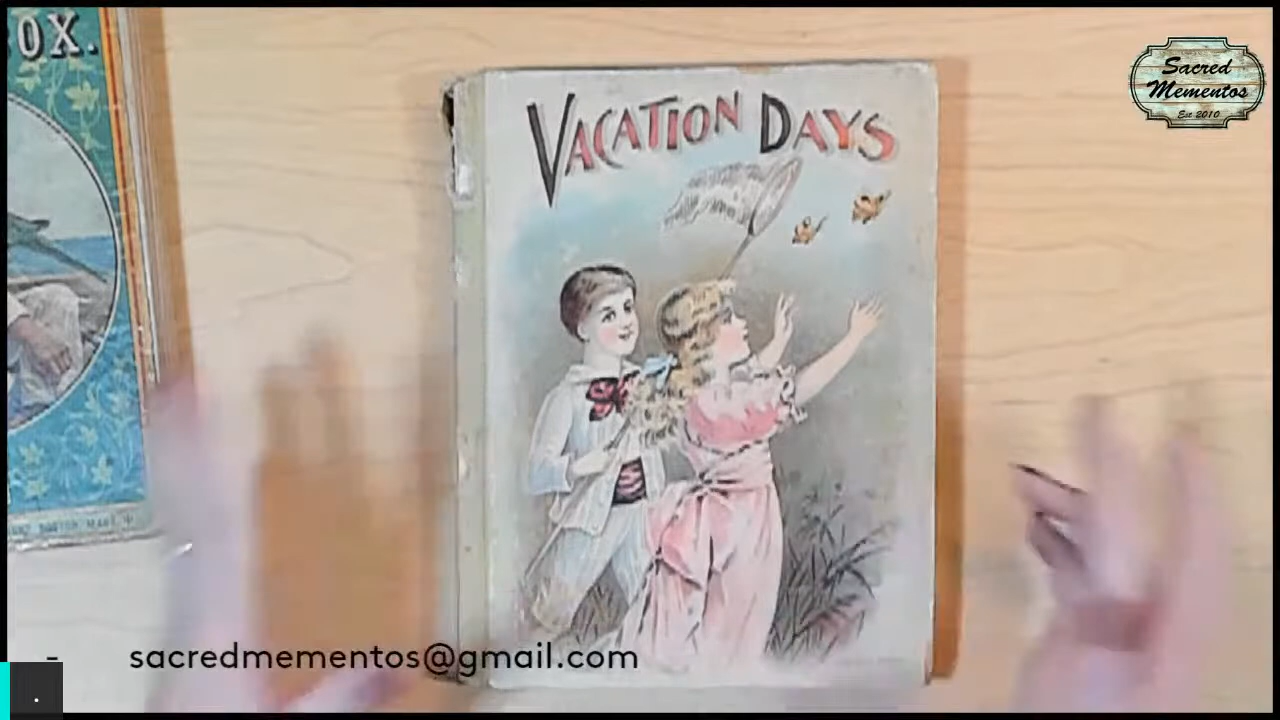 OX.
Sacred
Mementos
Est 2010
VACATION DAYS
- sacredmementos@gmail.com
.